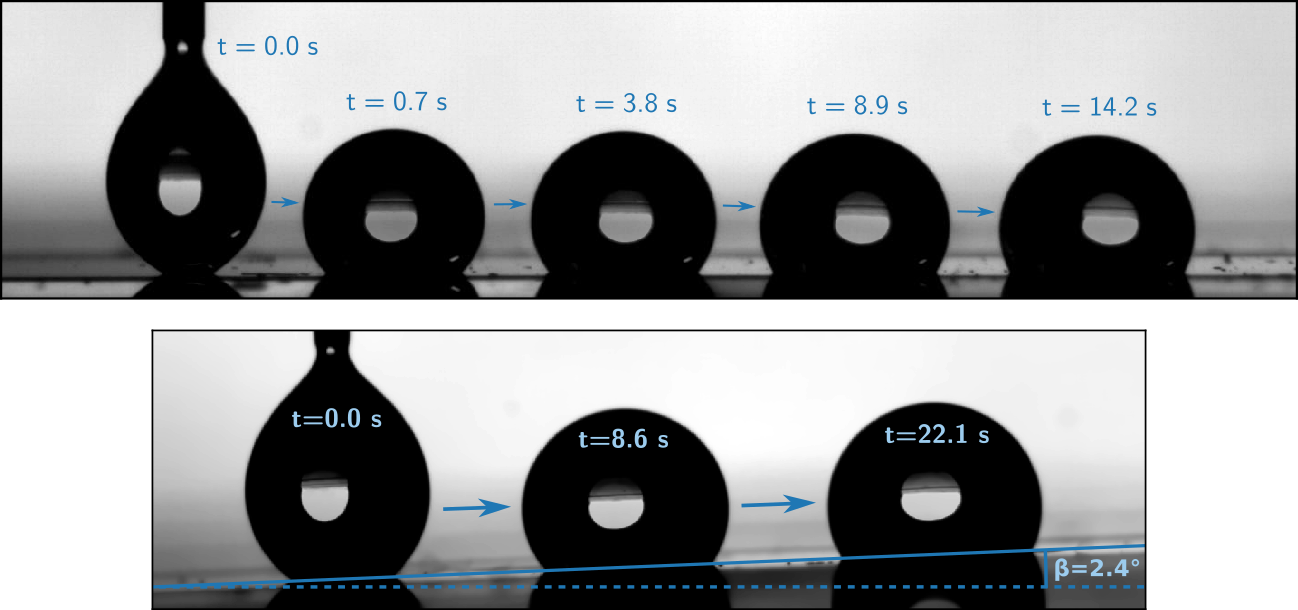 t = 0.0 s
t = 0.7 s
t = 3.8 s
t = 8.9 s
t = 14.2 s
t=0.0 s
t=8.6 s
t=22.1 s
β=2.4°